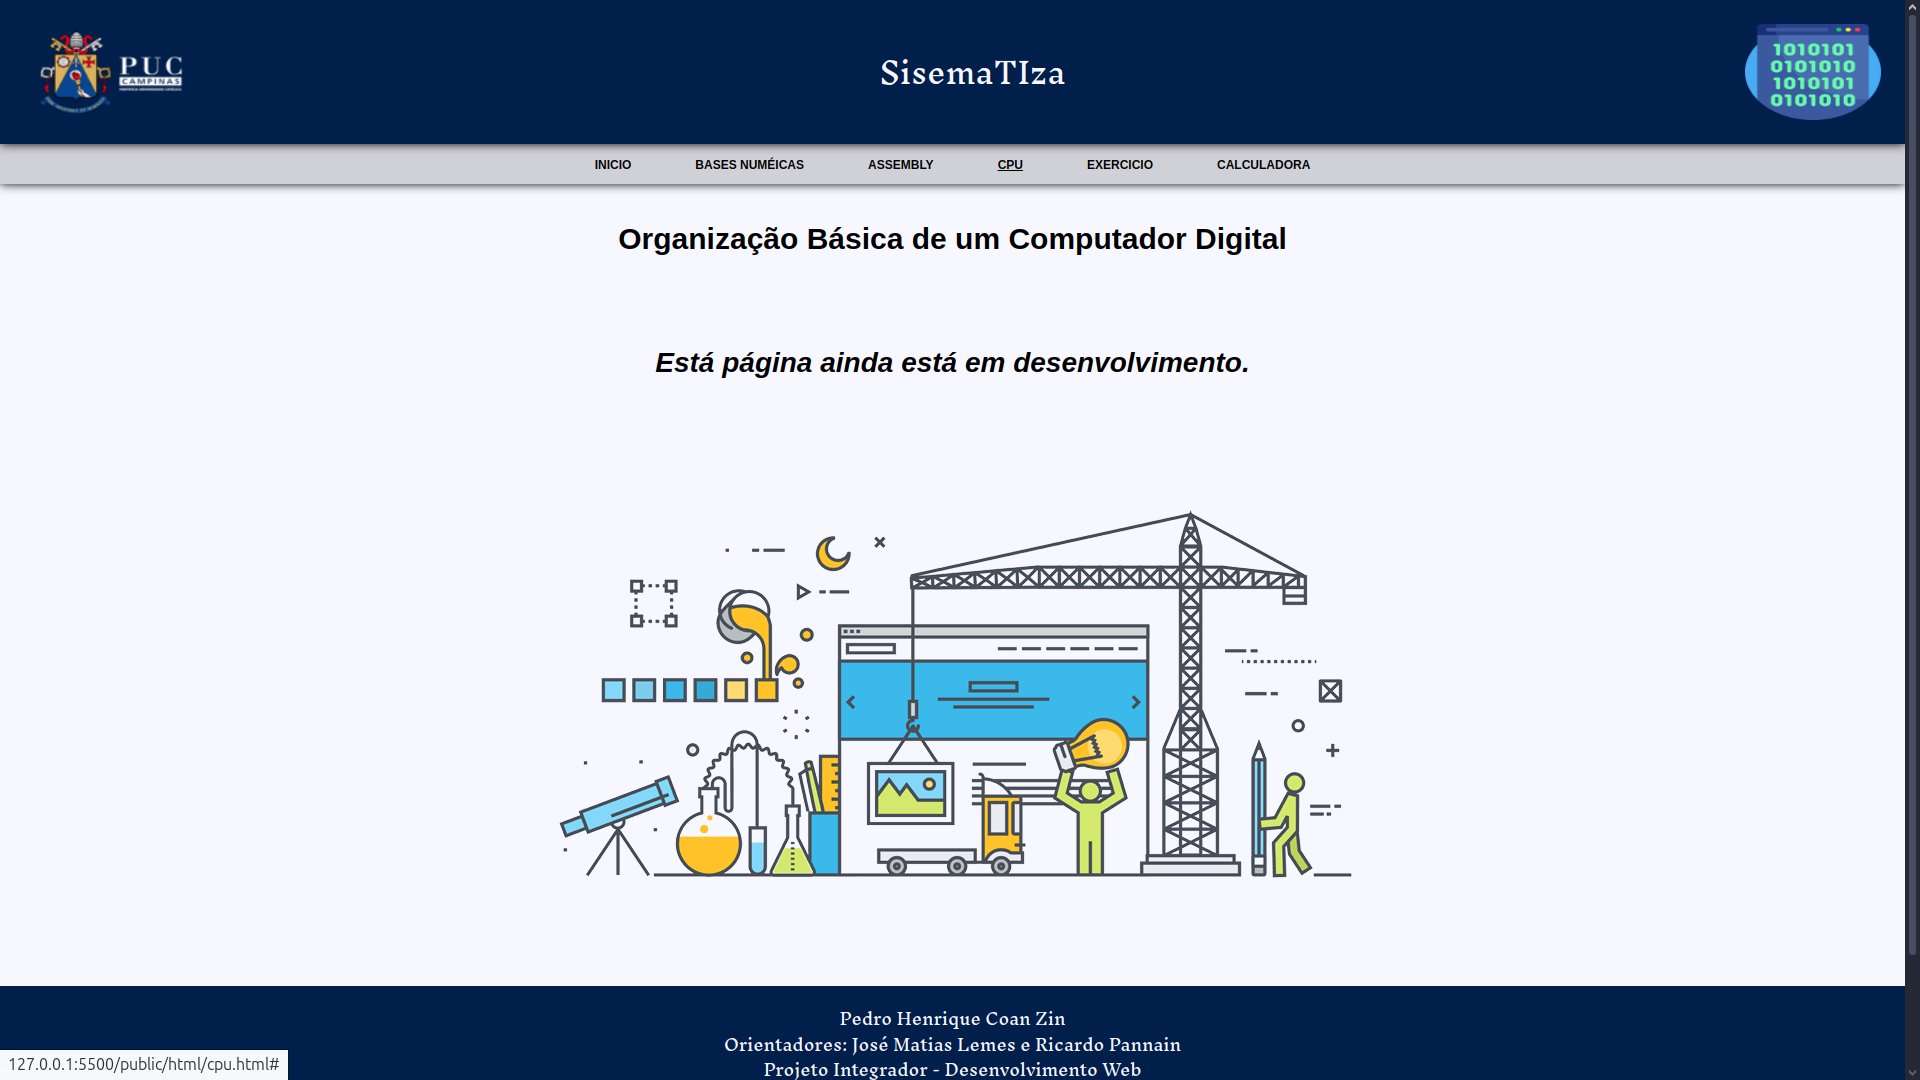 PUC
CAMPINAS
SisemaTIza
1010101
0101010
1010101
0101010
INICIO
BASES NUMÉICAS
ASSEMBLY
CPU
EXERCICIO
CALCULADORA
Organização Básica de um Computador Digital
Está página ainda está em desenvolvimento.
Pedro Henrique Coan Zin
Orientadores: José Matias Lemes e Ricardo Pannain
Projeto Integrador - Desenvolvimento Web
127.0.0.1:5500/public/html/cpu.html#